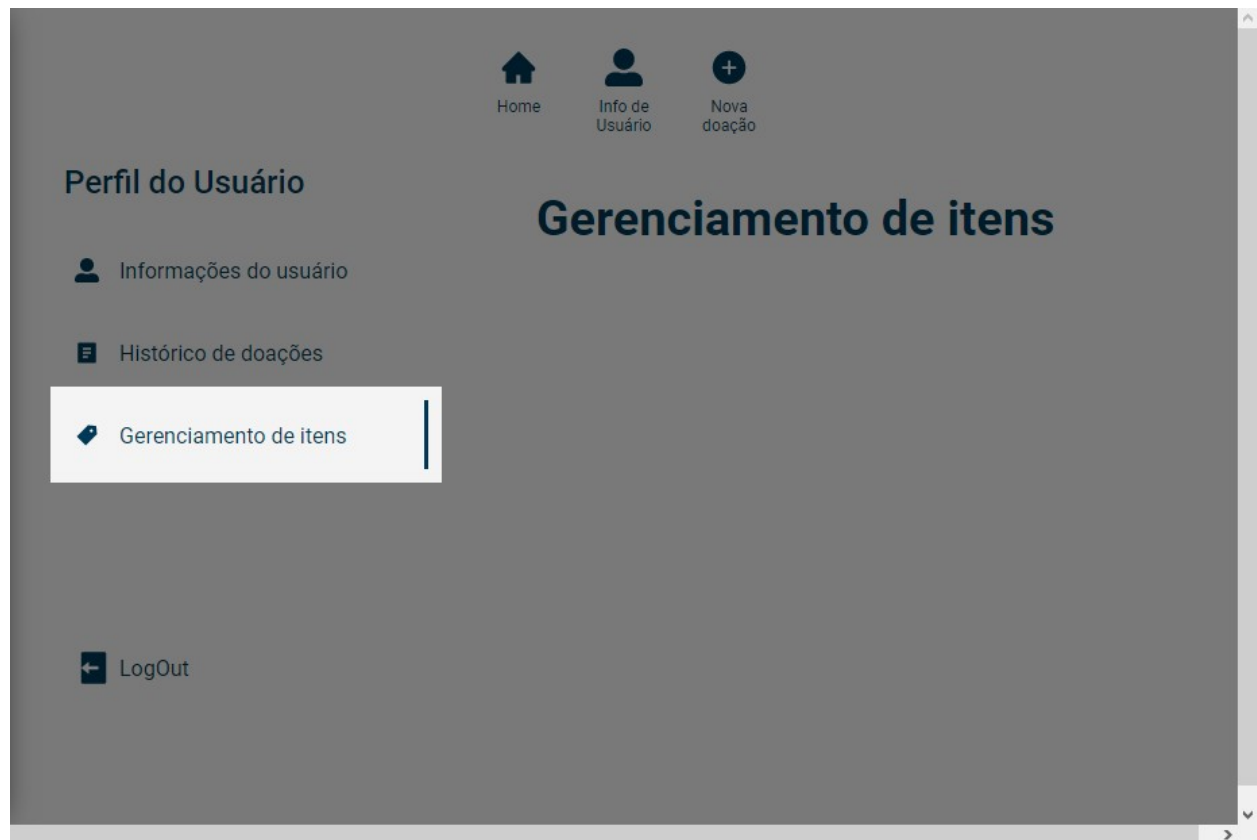 Home
Info de
Usuário
Nova
doação
Perfil do Usuário
Gerenciamento de itens
Informações do usuário
Histórico de doações
Gerenciamento de itens
LogOut